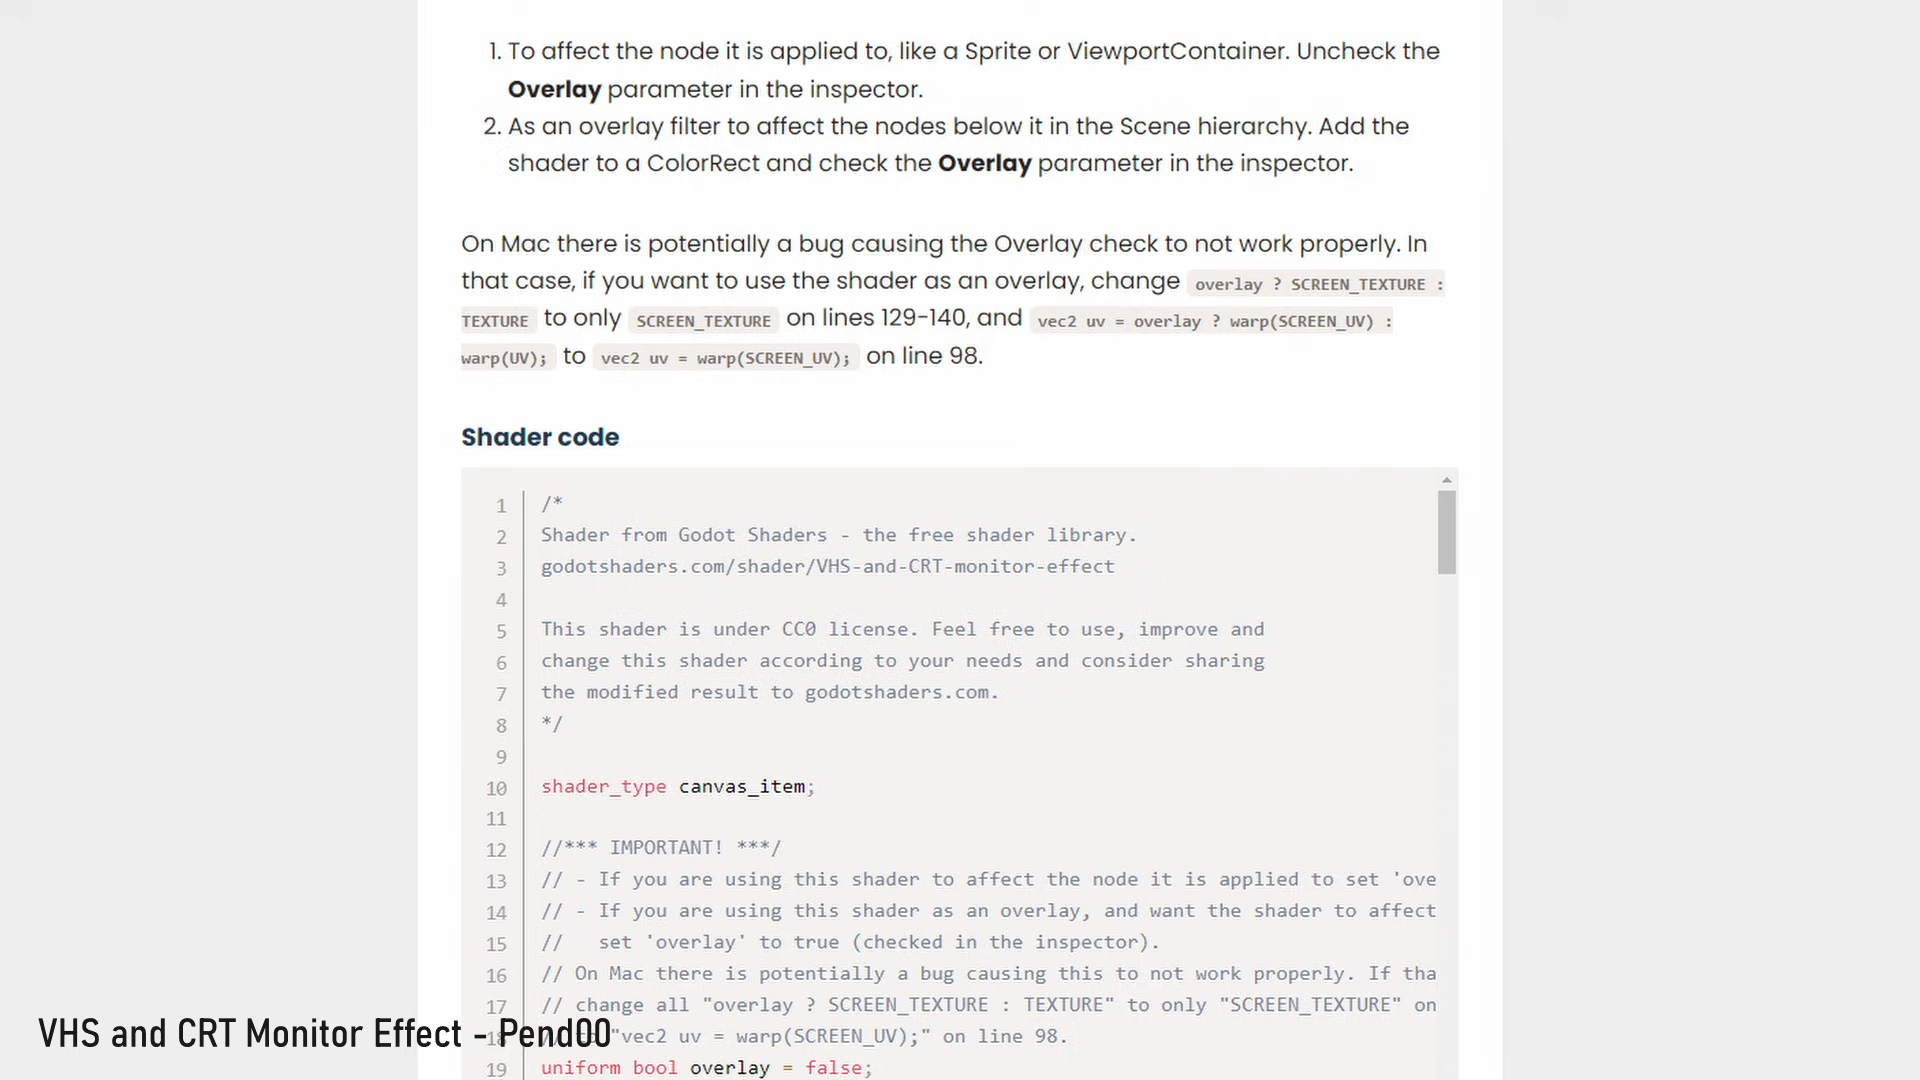 1. To affect the node it is applied to, like a Sprite or ViewportContainer. Uncheck the
Overlay parameter in the inspector.
2. As an overlay filter to affect the nodes below it in the Scene hierarchy. Add the
shader to a ColorRect and check the Overlay parameter in the inspector.
On Mac there is potentially a bug causing the Overlay check to not work properly. In
that case, if you want to use the shader as an overlay, change overlay ? SCREEN_TEXTURE :
TEXTURE to only SCREEN_TEXTURE on lines 129-140, and vec2 uv = overlay ? warp(SCREEN_UV) :
warp(UV); to vec2 uv = warp(SCREEN_UV); on line 98.
Shader code
1 /*
2 Shader from Godot Shaders - the free shader library.
3 godotshaders.com/shader/VHS-and-CRT-monitor-effect
4
5 This shader is under CC0 license. Feel free to use, improve and
6 change this shader according to your needs and consider sharing
7 the modified result to godotshaders.com.
8 */
9
10 shader_type canvas_item;
11
12 //*** IMPORTANT! ***/
13 // - If you are using this shader to affect the node it is applied to set 'ove
14 // - If you are using this shader as an overlay, and want the shader to affect
15 // set 'overlay' to true (checked in the inspector).
16 // On Mac there is potentially a bug causing this to not work properly. If tha
17 // change all "overlay ? SCREEN_TEXTURE : TEXTURE" to only "SCREEN_TEXTURE" on
18 "vec2 uv = warp(SCREEN_UV);" on line 98.
19 uniform bool overlay = false;
VHS and CRT Monitor Effect - Pend00